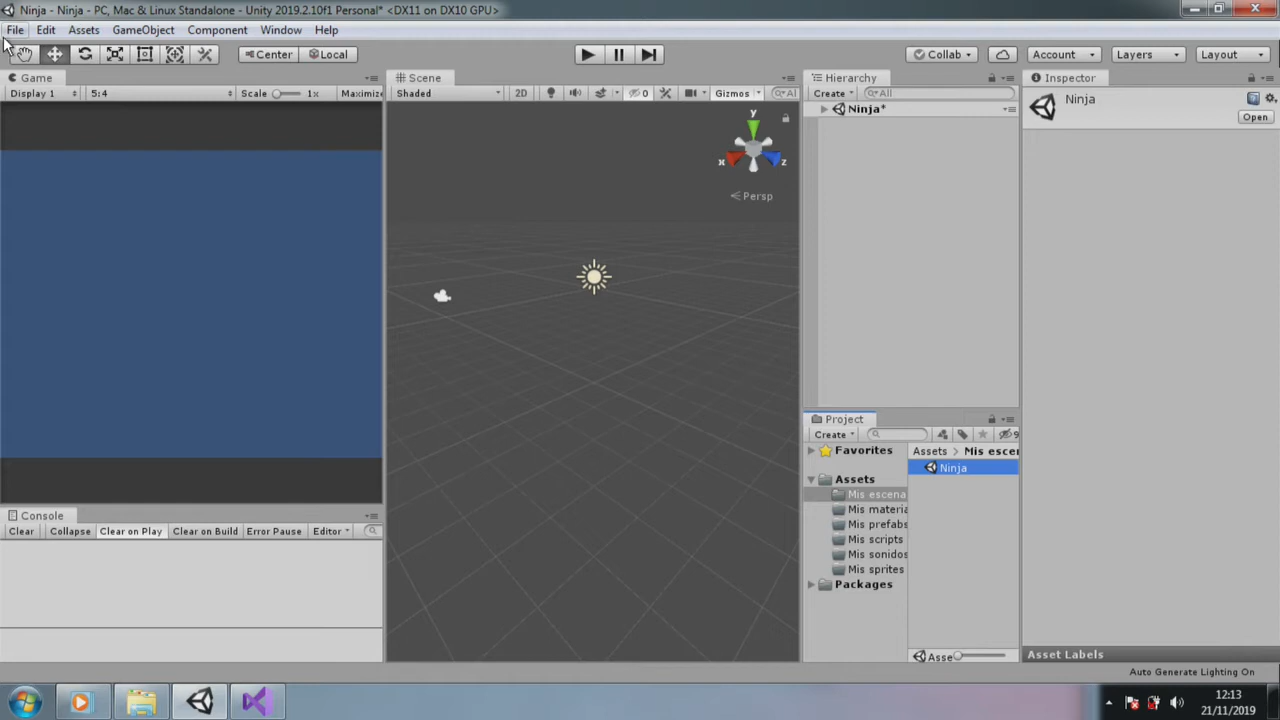 Ninja - Ninja - PC, Mac & Linux Standalone - Unity 2019.2.10f1 Personal* <DX11 on DX10 GPU>
File Edit Assets GameObject Component Window Help
Center Local Collab Account Layers Layout
Game Scene Hierarchy Inspector
Display 1 5:4 Scale 1x Maximize Shaded 2D 0 Gizmos All Create All
Ninja
Open
Ninja*
y
x z
Persp
Project
Create 9
Favorites Assets Mis escen
Ninja
Assets
Mis escena
Mis materia
Mis prefabs
Mis scripts
Mis sonidos
Mis sprites
Packages
Console
Clear Collapse Clear on Play Clear on Build Error Pause Editor
Asse
Asset Labels
Auto Generate Lighting On
12:13
21/11/2019